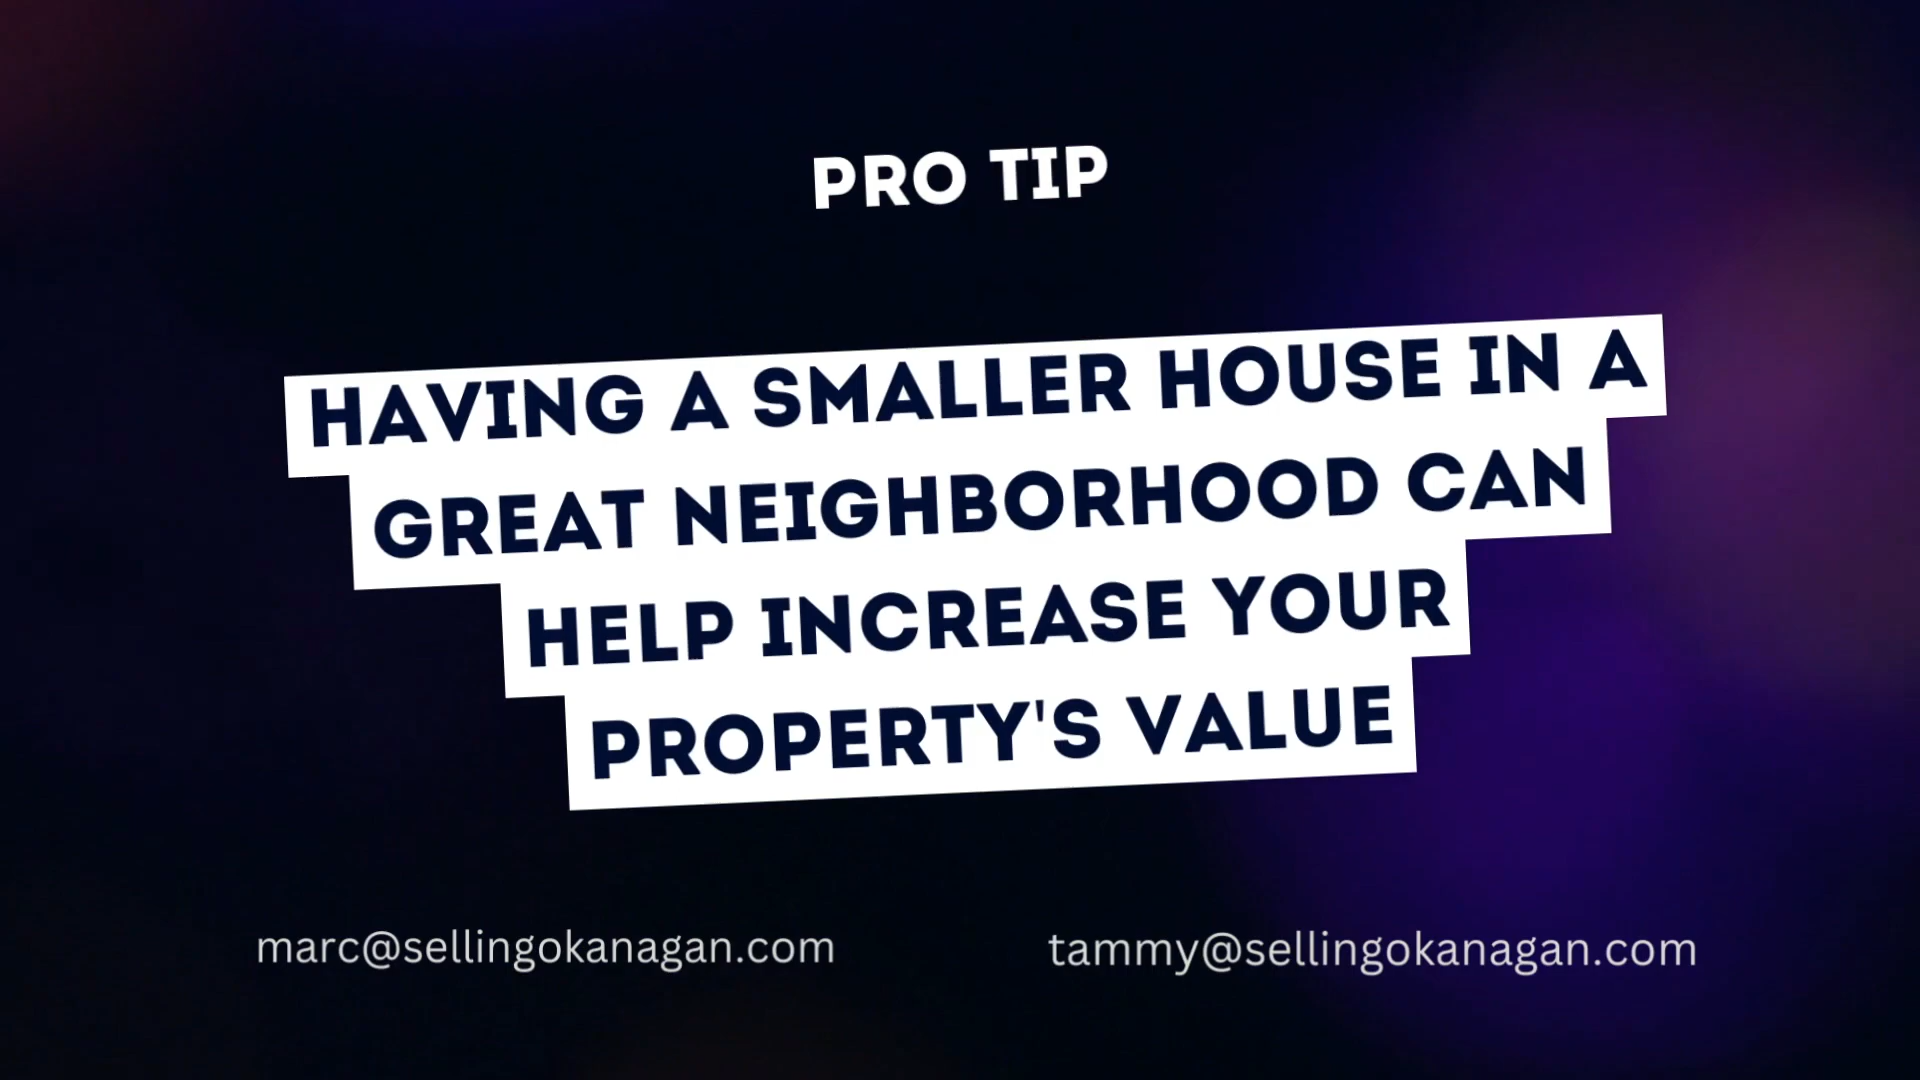 PRO TIP
HAVING A SMALLER HOUSE IN A
GREAT NEIGHBORHOOD CAN
HELP INCREASE YOUR
PROPERTY'S VALUE
marc@sellingokanagan.com
tammy@sellingokanagan.com